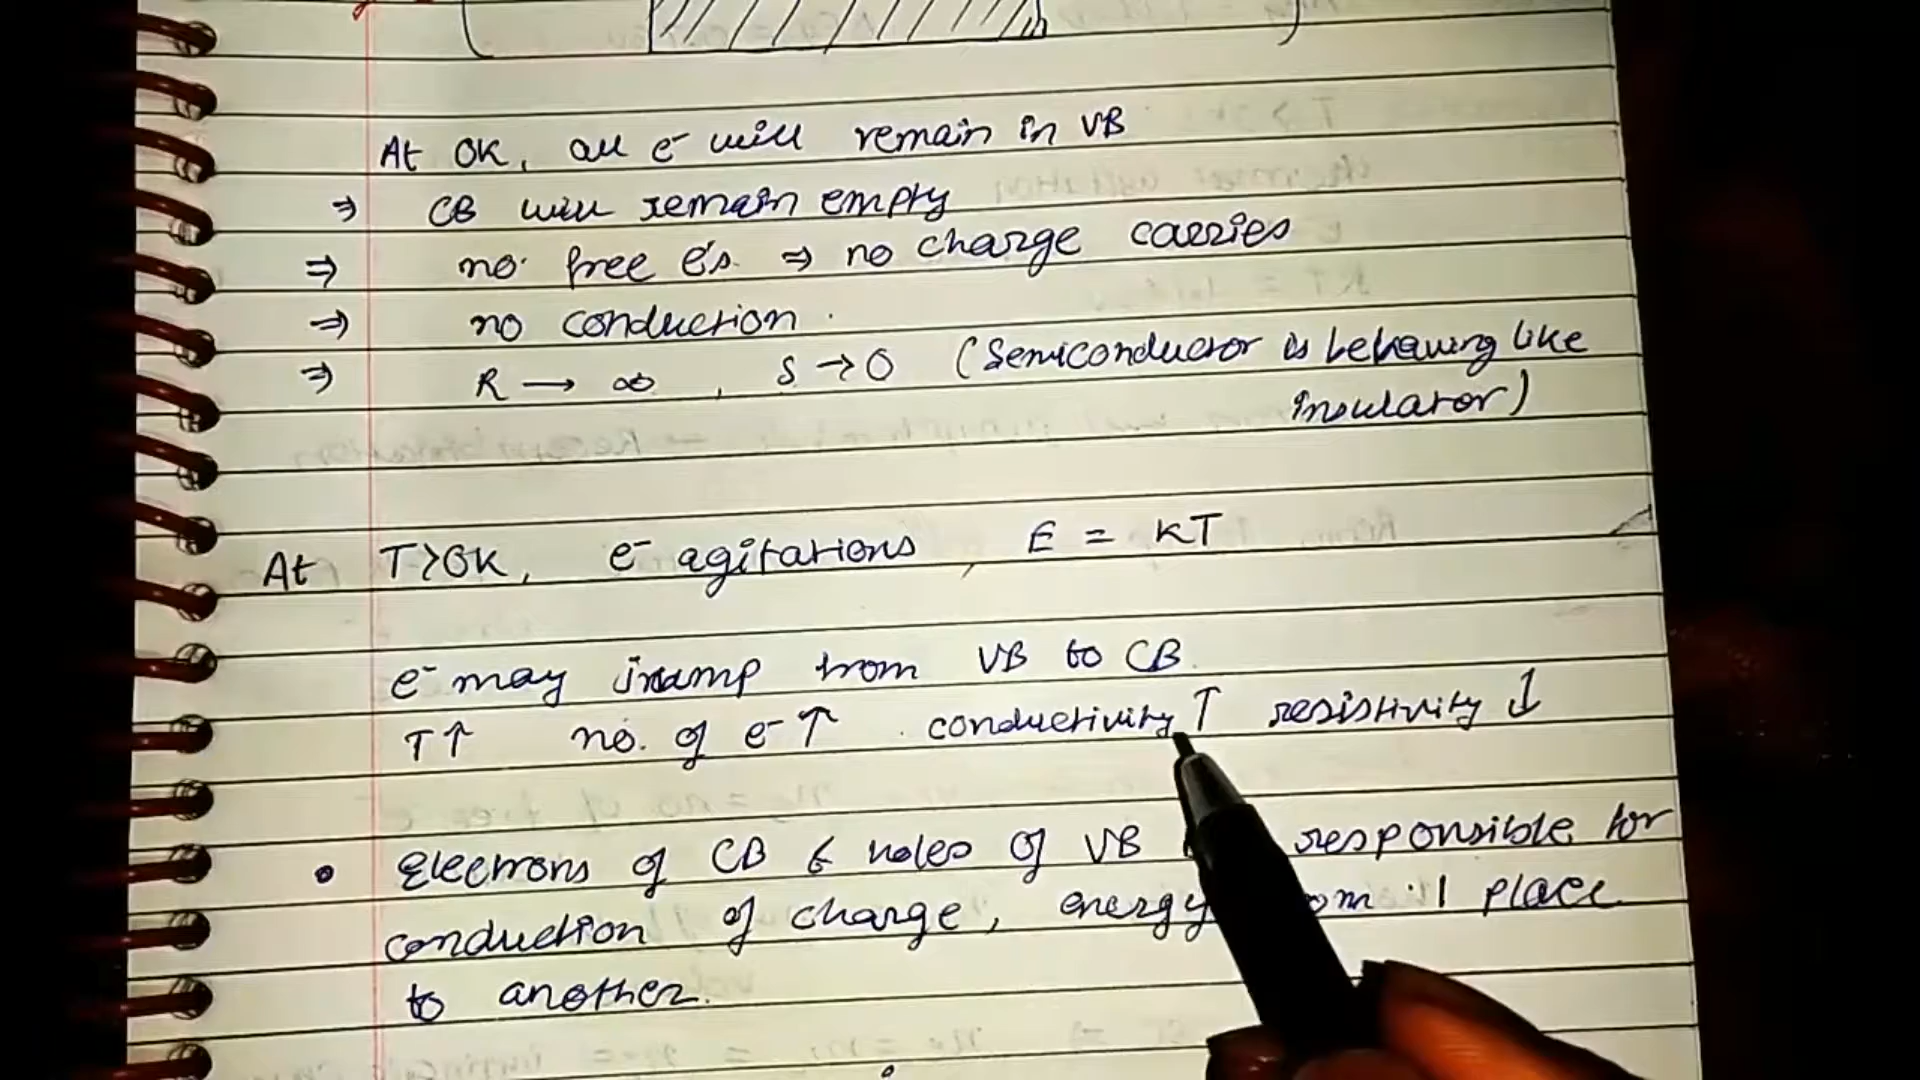 At 0K, all e⁻ will remain in VB
⇒ CB will remain empty
⇒ no free e's. ⇒ no charge carries
⇒ no conduction.
⇒ R → ∞, S → 0 (Semiconductor is behaving like
insulator)
At T>0K, e⁻ agitations, E = KT
e⁻ may jump from VB to CB.
T↑ no. of e⁻↑ conductivity↑ resistivity↓
• Electrons of CB & holes of VB responsible for
conduction of charge, energy 1 place
to another.